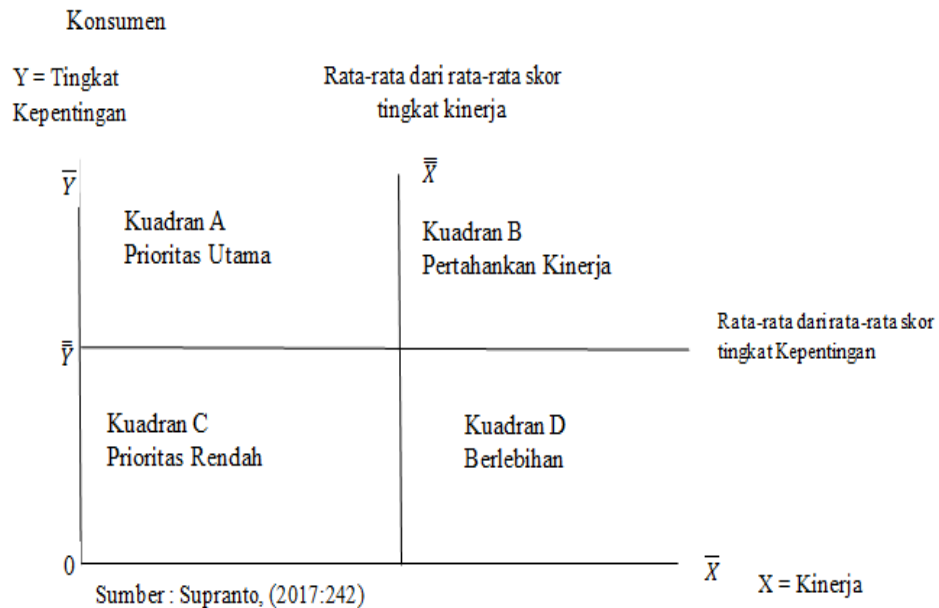 Konsumen
Y = Tingkat
Kepentingan
Rata-rata dari rata-rata skor
tingkat kinerja
Y̅
X̿
Kuadran A
Prioritas Utama
Kuadran B
Pertahankan Kinerja
Rata-rata dari rata-rata skor
tingkat Kepentingan
Y̿
Kuadran C
Prioritas Rendah
Kuadran D
Berlebihan
0
X̅
X = Kinerja
Sumber : Supranto, (2017:242)